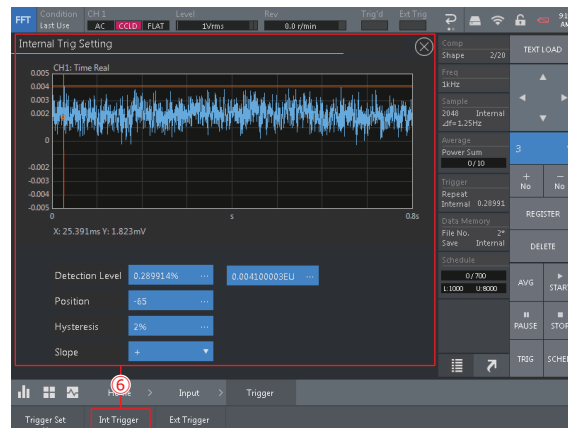 FFT Condition CH 1 Level Rev Trig'd Ext Trig
Last Use AC CCLD FLAT 1Vrms 0.0 r/min
Internal Trig Setting
CH1: Time Real
0.005
0.004
0.003
0.002
0
-0.002
-0.003
-0.004
-0.005
0 s 0.8s
X: 25.391ms Y: 1.823mV
Detection Level 0.289914% ... 0.004100003EU ...
Position -65 ...
Hysteresis 2% ...
Slope +
Comp
Shape 2/20
Freq
1kHz
Sample
2048 Internal
⊿f=1.25Hz
Average
Power Sum
0/10
Trigger
Repeat
Internal 0.28991
Data Memory
File No. 2*
Save Internal
Schedule
0/700
L:1000 U:8000
TEXT LOAD
3
+ −
No No
REGISTER
DELETE
AVG STAR
PAUSE STOP
TRIG SCHE
⑥
> Input > Trigger
Trigger Set Int Trigger Ext Trigger